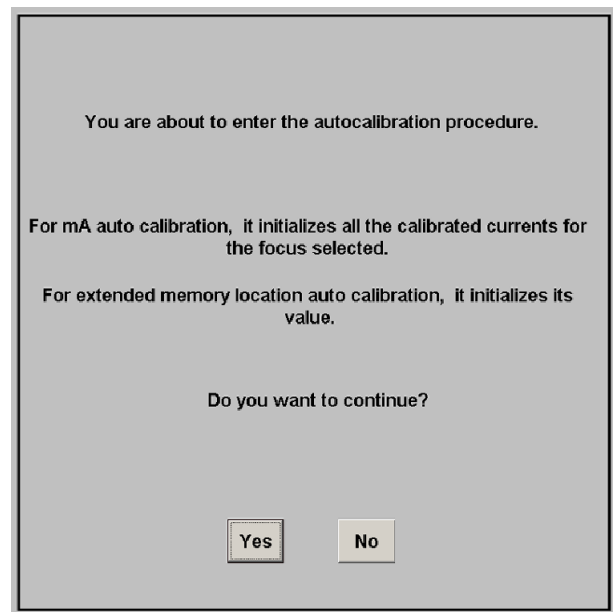 You are about to enter the autocalibration procedure.
For mA auto calibration, it initializes all the calibrated currents for
the focus selected.
For extended memory location auto calibration, it initializes its
value.
Do you want to continue?
Yes No